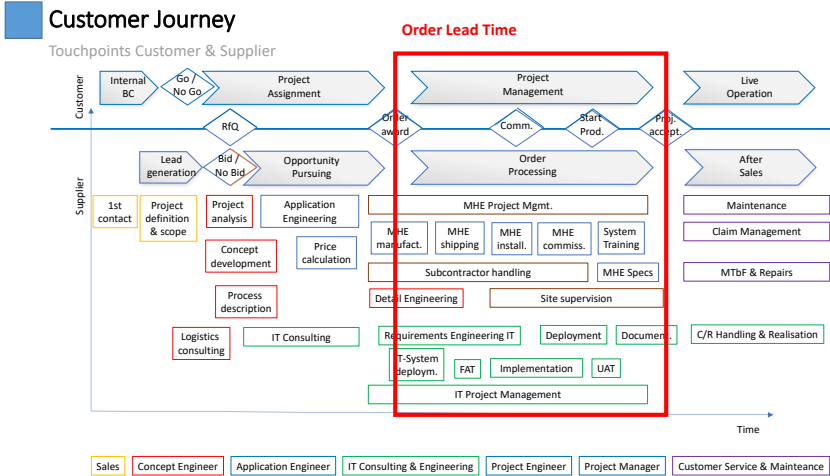 Customer Journey
Touchpoints Customer & Supplier
Order Lead Time
Customer
Internal
BC
Go /
No Go
Project
Assignment
Project
Management
Live
Operation
RfQ
Order
award
Comm.
Start
Prod.
Proj.
accept.
Supplier
Lead
generation
Bid /
No Bid
Opportunity
Pursuing
Order
Processing
After
Sales
1st
contact
Project
definition
& scope
Project
analysis
Application
Engineering
MHE Project Mgmt.
Maintenance
Concept
development
Price
calculation
MHE
manufact.
MHE
shipping
MHE
install.
MHE
commiss.
System
Training
Claim Management
Subcontractor handling
MHE Specs
MTbF & Repairs
Process
description
Detail Engineering
Site supervision
Logistics
consulting
IT Consulting
Requirements Engineering IT
Deployment
Document.
C/R Handling & Realisation
IT-System
deploym.
FAT
Implementation
UAT
IT Project Management
Time
Sales
Concept Engineer
Application Engineer
IT Consulting & Engineering
Project Engineer
Project Manager
Customer Service & Mainteance